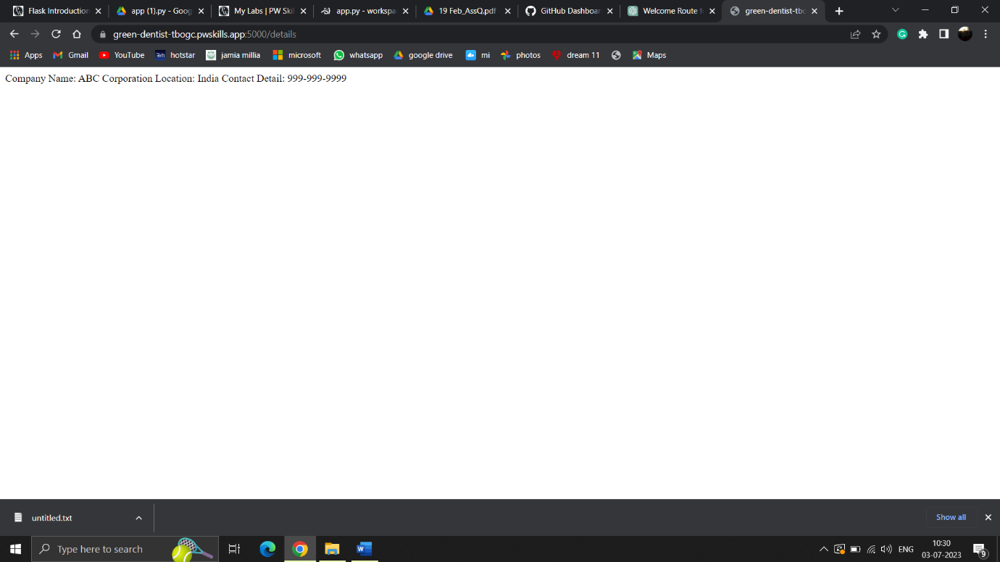 Flask Introduction
app (1).py - Goog
My Labs | PW Skil
app.py - workspa
19 Feb_AssQ.pdf
GitHub Dashboar
Welcome Route f
green-dentist-tbo
green-dentist-tbogc.pwskills.app:5000/details
Apps Gmail YouTube hotstar jamia millia microsoft whatsapp google drive mi photos dream 11 Maps
Company Name: ABC Corporation Location: India Contact Detail: 999-999-9999
untitled.txt
Show all
Type here to search
ENG
10:30
03-07-2023
9